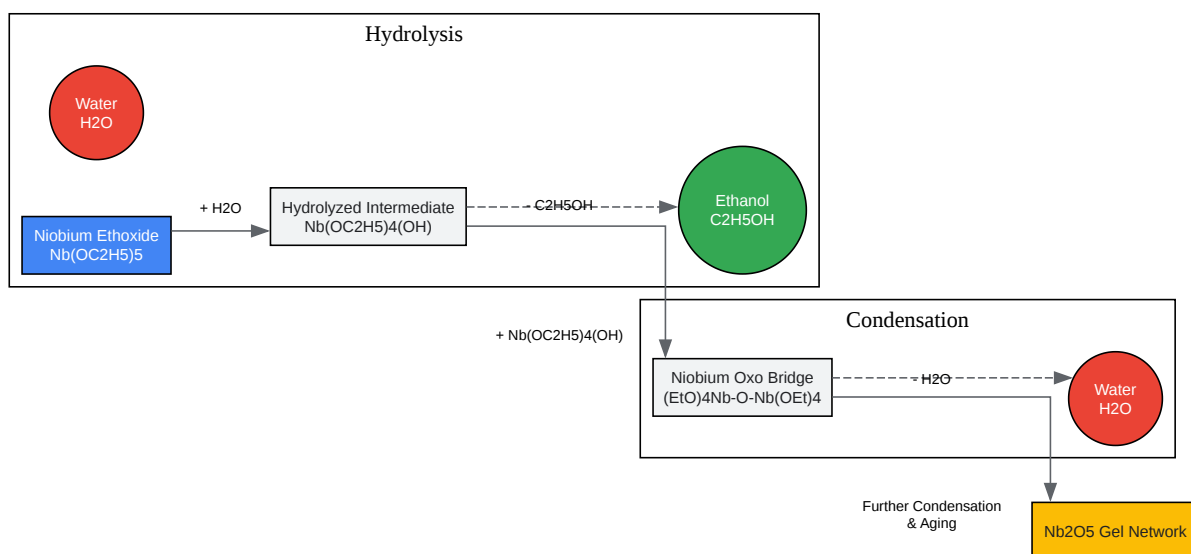 Hydrolysis
Water
H2O
+ H2O
Niobium Ethoxide
Nb(OC2H5)5
Hydrolyzed Intermediate
Nb(OC2H5)4(OH)
- C2H5OH
Ethanol
C2H5OH
+ Nb(OC2H5)4(OH)
Condensation
Niobium Oxo Bridge
(EtO)4Nb-O-Nb(OEt)4
- H2O
Water
H2O
Further Condensation
& Aging
Nb2O5 Gel Network